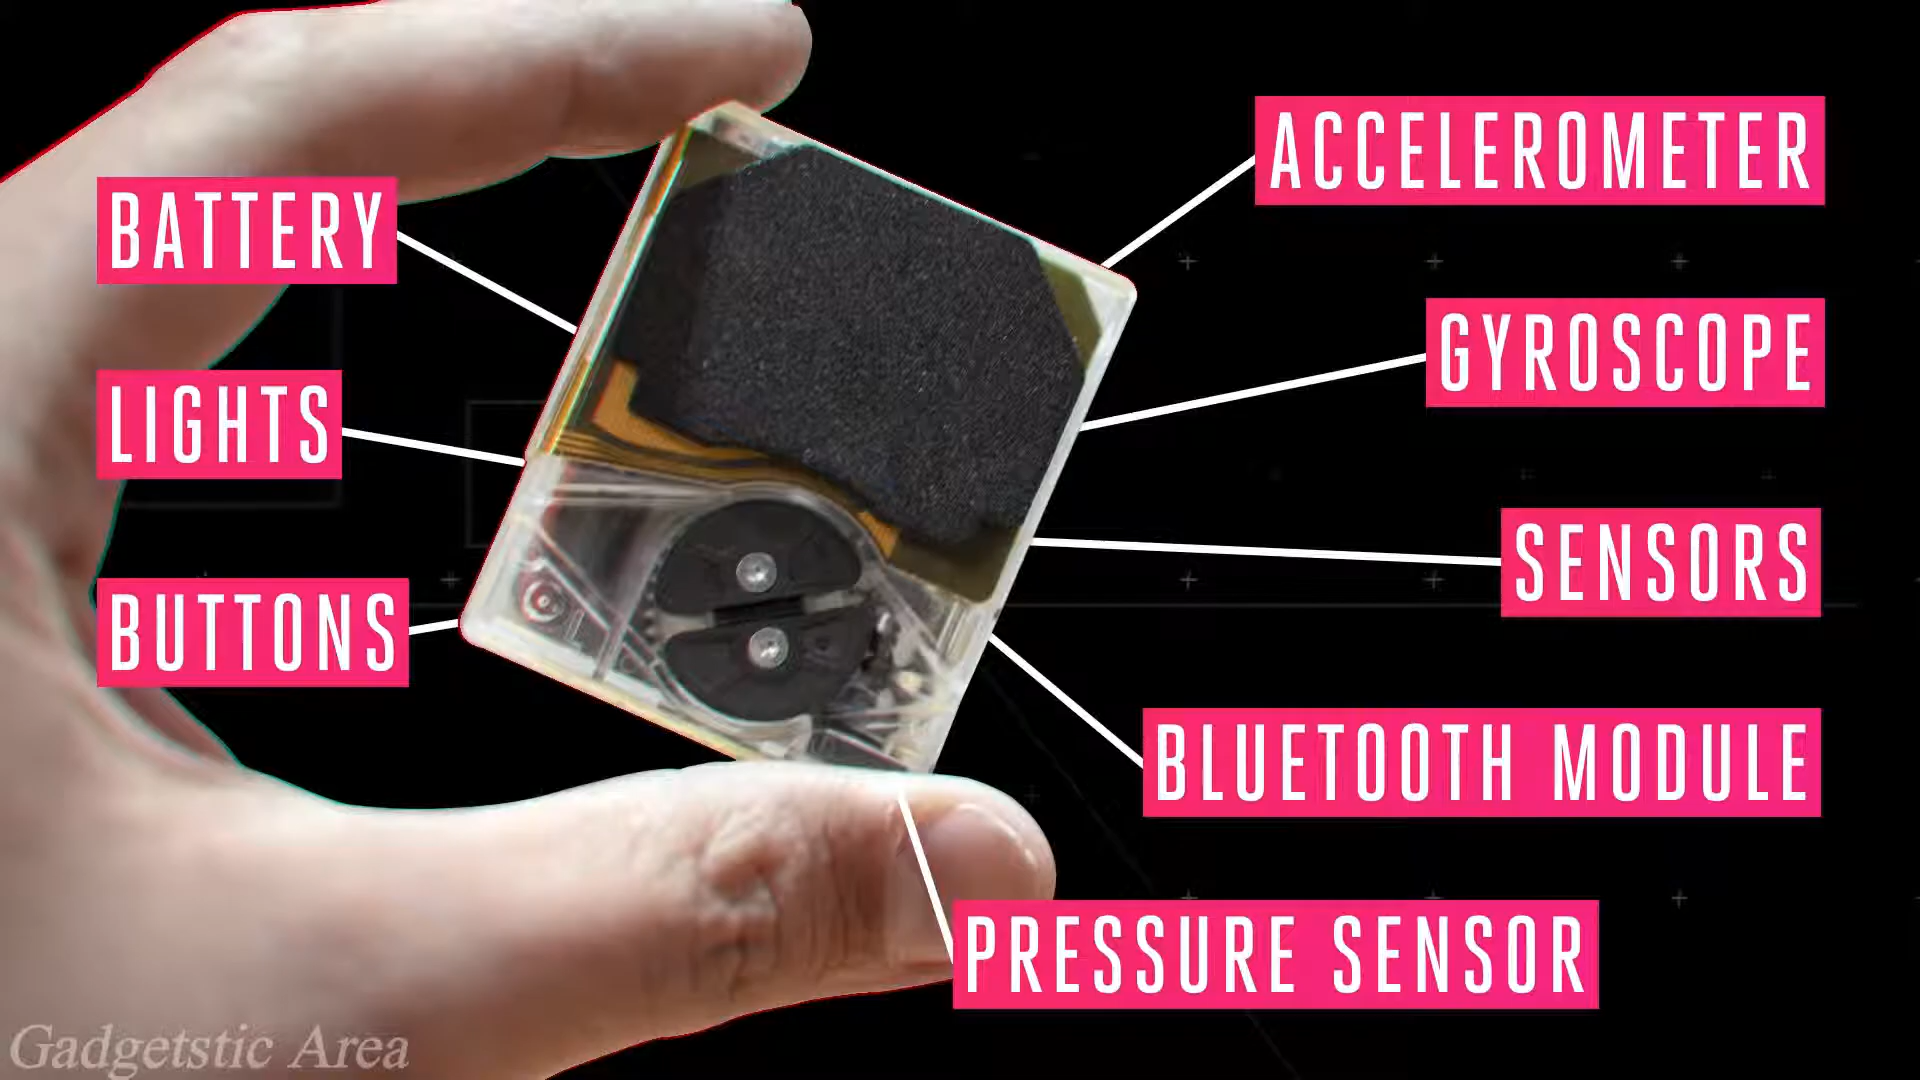 BATTERY
LIGHTS
BUTTONS
ACCELEROMETER
GYROSCOPE
SENSORS
BLUETOOTH MODULE
PRESSURE SENSOR
Gadgetstic Area